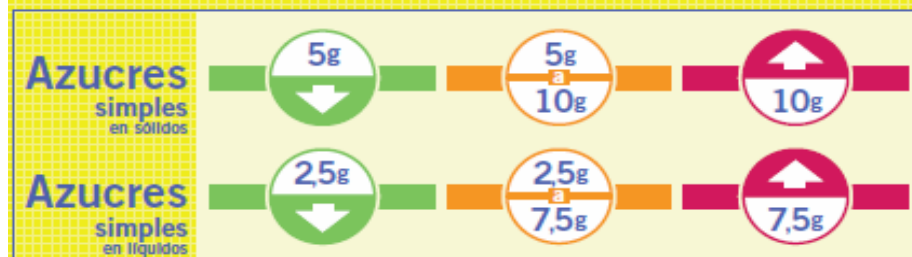 Azucres
simples
en sólidos
5g
5g
a
10g
10g
Azucres
simples
en líquidos
2,5g
2,5g
a
7,5g
7,5g